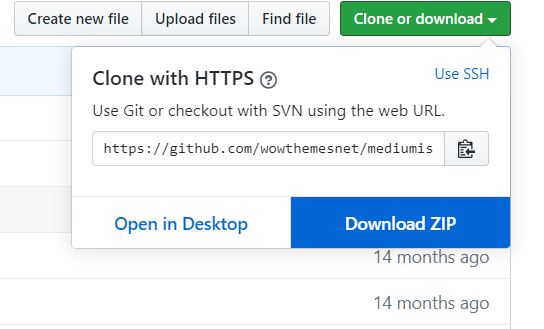 Create new file Upload files Find file Clone or download
Clone with HTTPS ? Use SSH
Use Git or checkout with SVN using the web URL.
https://github.com/wowthemesnet/mediumis
Open in Desktop Download ZIP
14 months ago
14 months ago